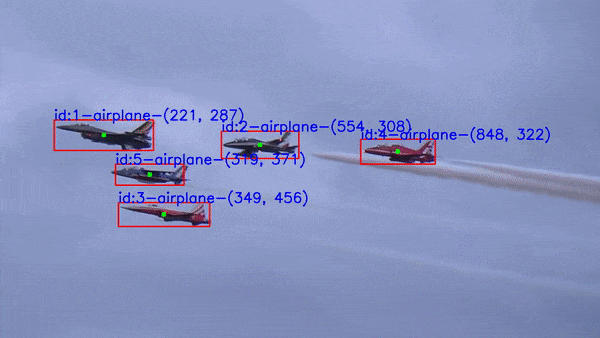 id:1-airplane-(221, 287)
id:2-airplane-(554, 308)
id:4-airplane-(848, 322)
id:5-airplane-(319, 371)
id:3-airplane-(349, 456)